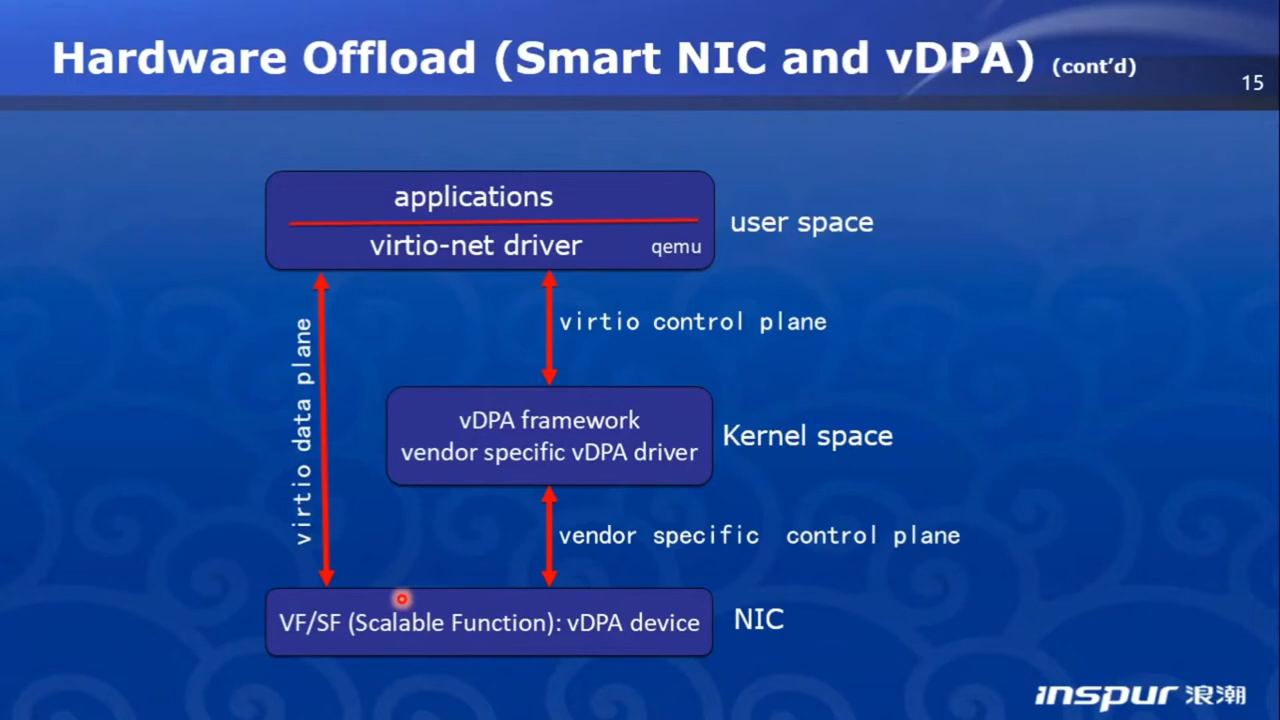 Hardware Offload (Smart NIC and vDPA) (cont'd)
15
applications
virtio-net driver
qemu
user space
virtio data plane
virtio control plane
vDPA framework
vendor specific vDPA driver
Kernel space
vendor specific control plane
VF/SF (Scalable Function): vDPA device
NIC
inspur 浪潮